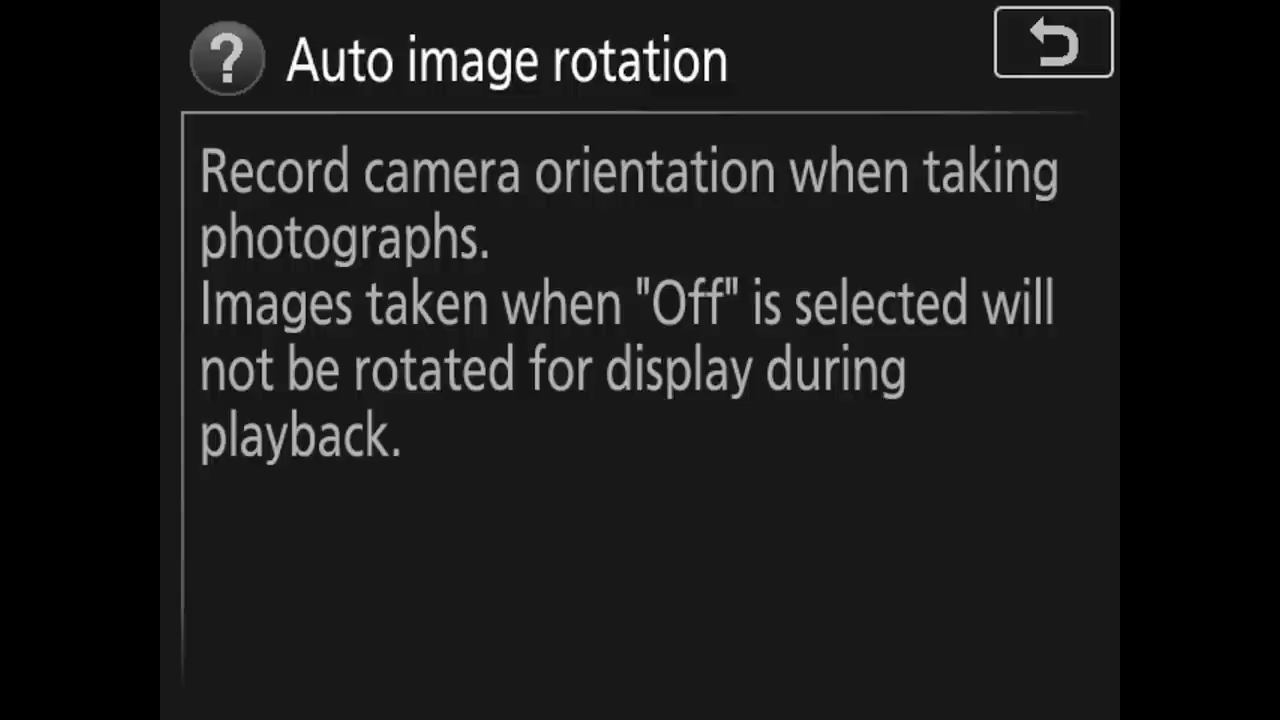 ? Auto image rotation
Record camera orientation when taking
photographs.
Images taken when "Off" is selected will
not be rotated for display during
playback.